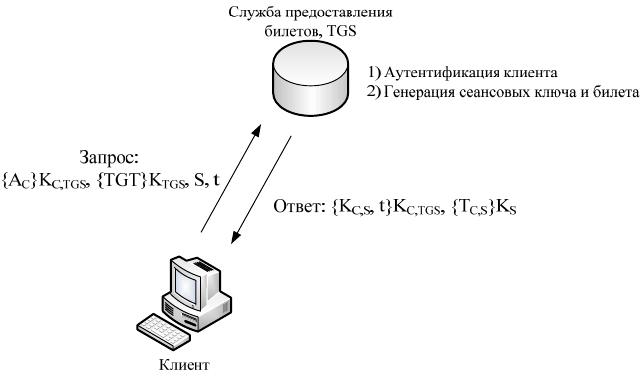 Служба предоставления
билетов, TGS
1) Аутентификация клиента
2) Генерация сеансовых ключа и билета
Запрос:
{A_C}K_C,TGS, {TGT}K_TGS, S, t
Ответ: {K_C,S, t}K_C,TGS, {T_C,S}K_S
Клиент